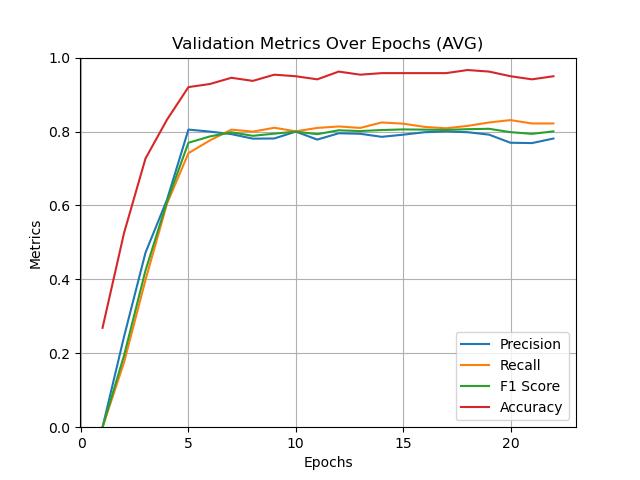 Validation Metrics Over Epochs (AVG)
1.0
0.8
0.6
0.4
0.2
0.0
Metrics
0
5
10
15
20
Epochs
Precision
Recall
F1 Score
Accuracy